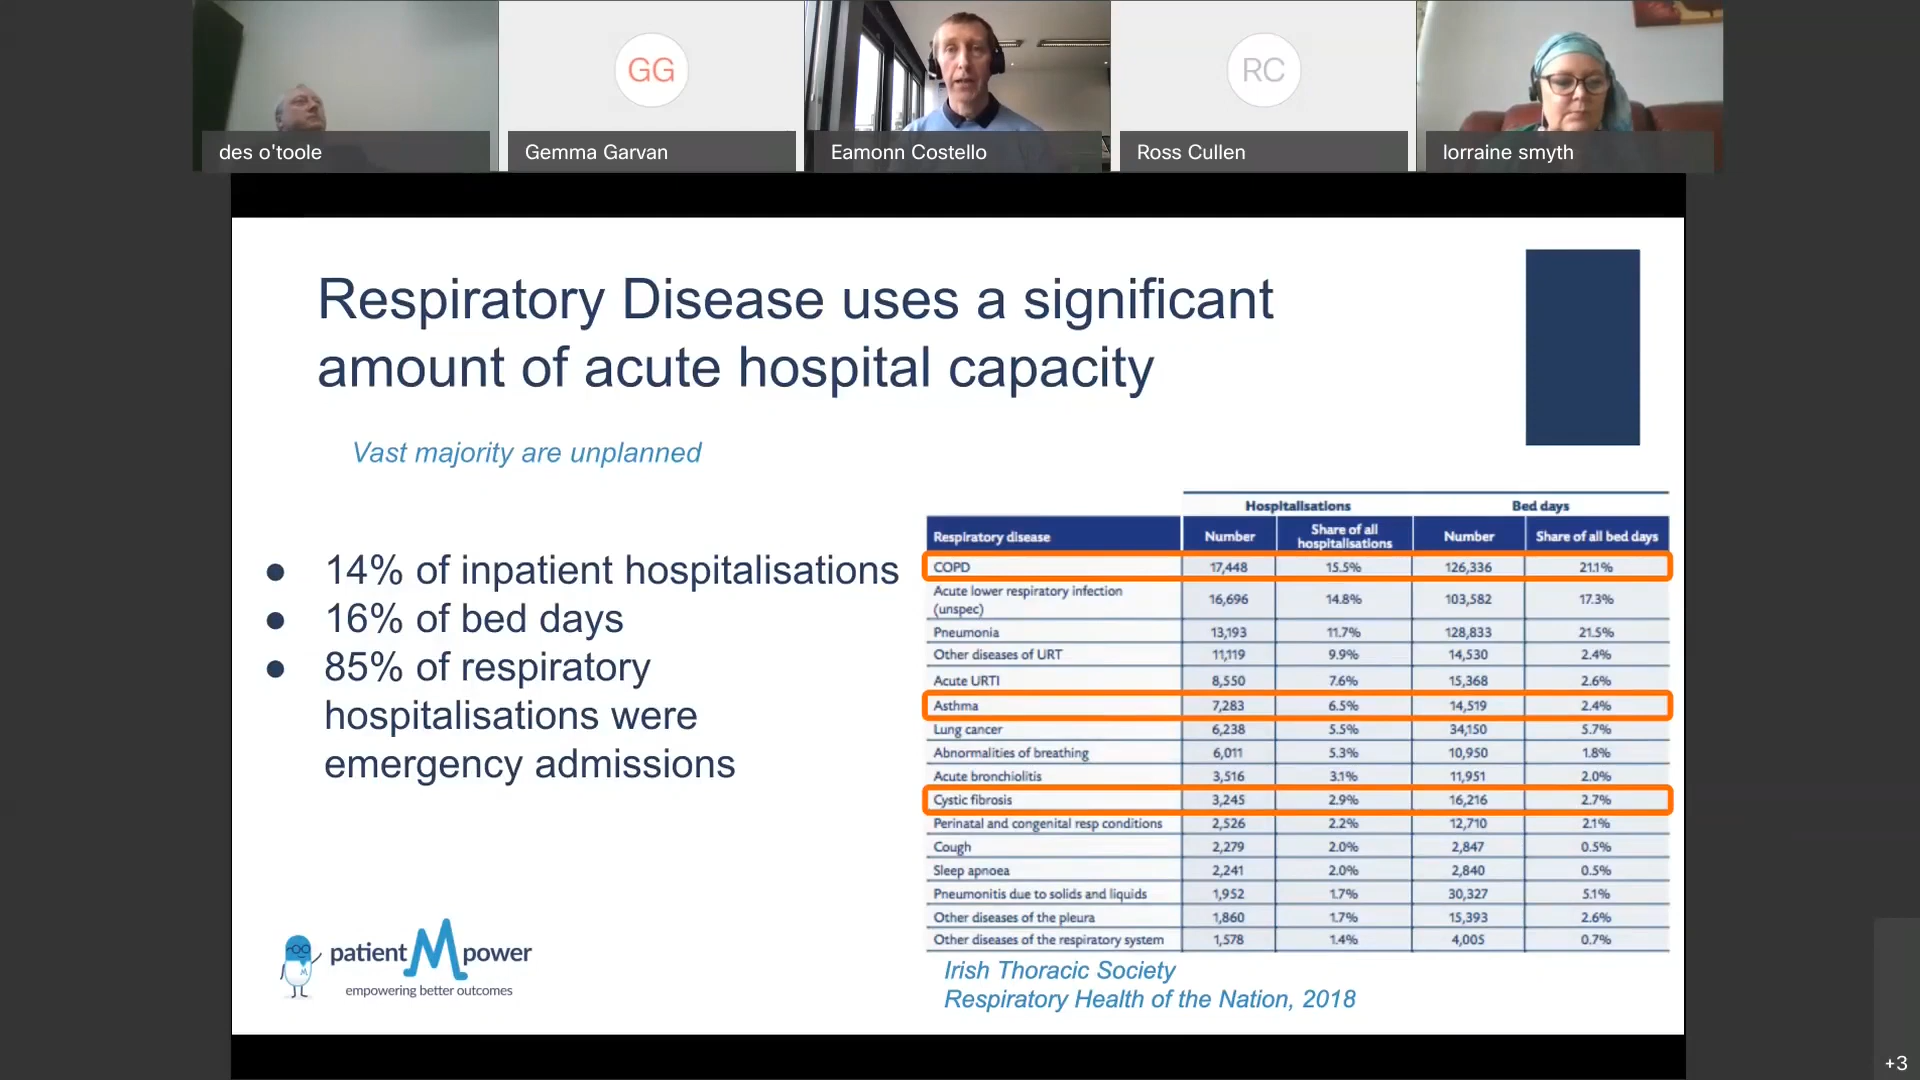 GG
RC
des o'toole
Gemma Garvan
Eamonn Costello
Ross Cullen
lorraine smyth
Respiratory Disease uses a significant
amount of acute hospital capacity
Vast majority are unplanned
● 14% of inpatient hospitalisations
● 16% of bed days
● 85% of respiratory
hospitalisations were
emergency admissions
Hospitalisations Bed days
Respiratory disease Number Share of all hospitalisations Number Share of all bed days
COPD 17,448 15.5% 126,336 21.1%
Acute lower respiratory infection
(unspec) 16,696 14.8% 103,582 17.3%
Pneumonia 13,193 11.7% 128,833 21.5%
Other diseases of URT 11,119 9.9% 14,530 2.4%
Acute URTI 8,550 7.6% 15,368 2.6%
Asthma 7,283 6.5% 14,519 2.4%
Lung cancer 6,238 5.5% 34,150 5.7%
Abnormalities of breathing 6,011 5.3% 10,950 1.8%
Acute bronchiolitis 3,516 3.1% 11,951 2.0%
Cystic fibrosis 3,245 2.9% 16,216 2.7%
Perinatal and congenital resp conditions 2,526 2.2% 12,710 2.1%
Cough 2,279 2.0% 2,847 0.5%
Sleep apnoea 2,241 2.0% 2,840 0.5%
Pneumonitis due to solids and liquids 1,952 1.7% 30,327 5.1%
Other diseases of the pleura 1,860 1.7% 15,393 2.6%
Other diseases of the respiratory system 1,578 1.4% 4,005 0.7%
patientMpower
empowering better outcomes
Irish Thoracic Society
Respiratory Health of the Nation, 2018
+3